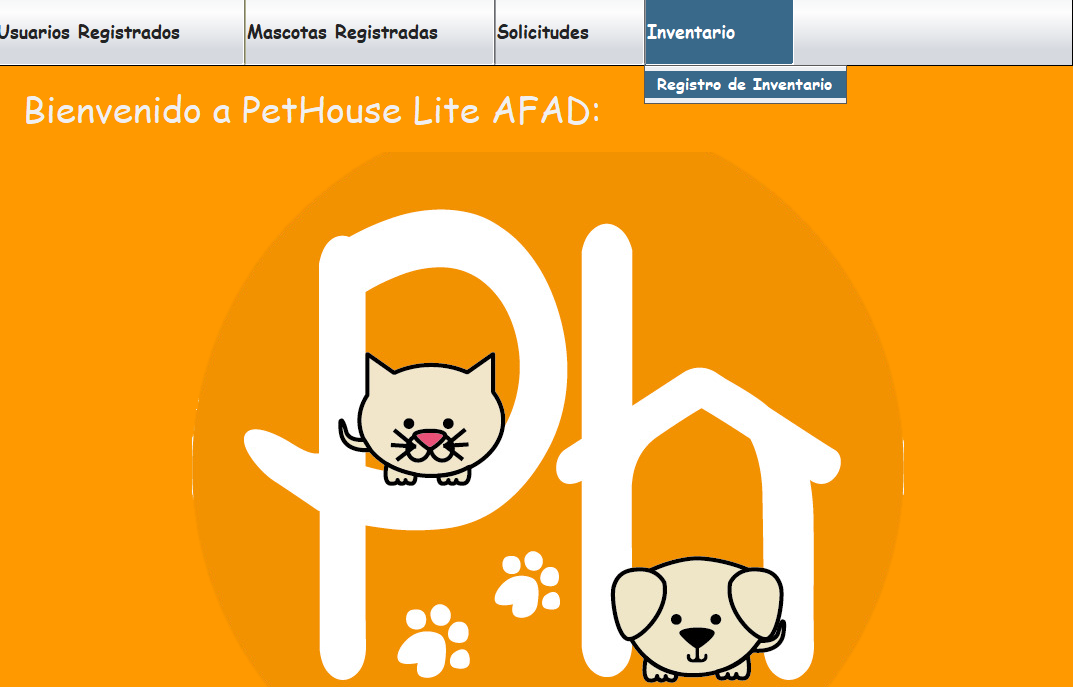 Usuarios Registrados
Mascotas Registradas
Solicitudes
Inventario
Registro de Inventario
Bienvenido a PetHouse Lite AFAD:
Ph